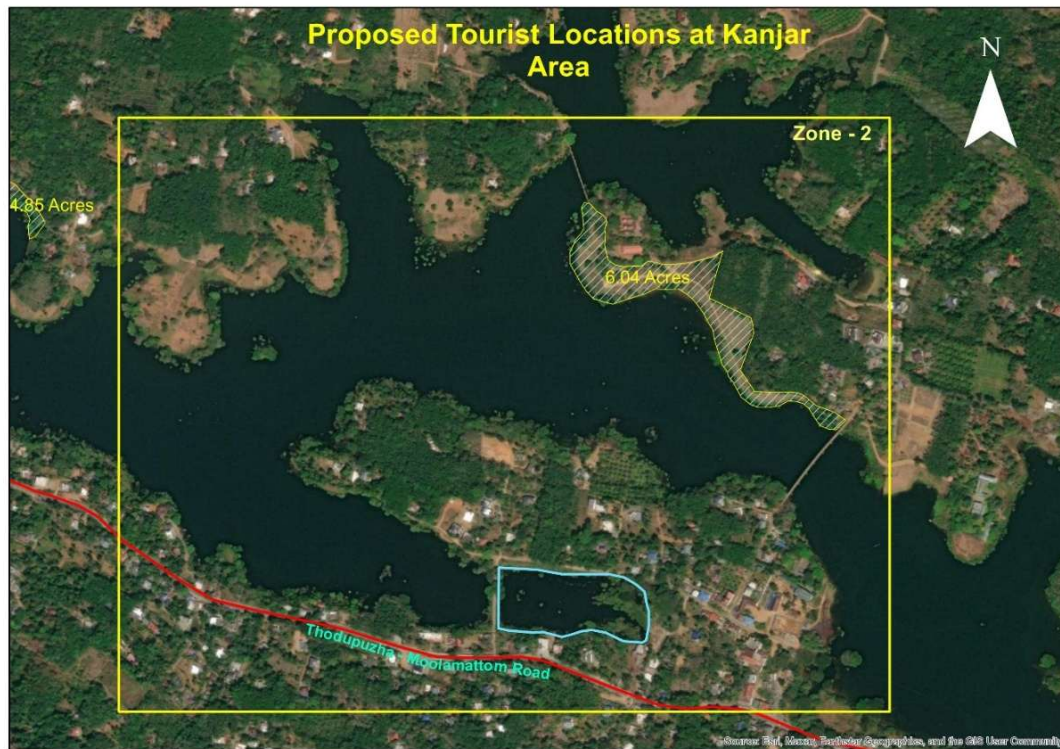 Proposed Tourist Locations at Kanjar
Area
N
Zone - 2
4.85 Acres
6.04 Acres
Thodupuzha - Moolamattom Road
Source: Esri, Maxar, Earthstar Geographics, and the GIS User Communit